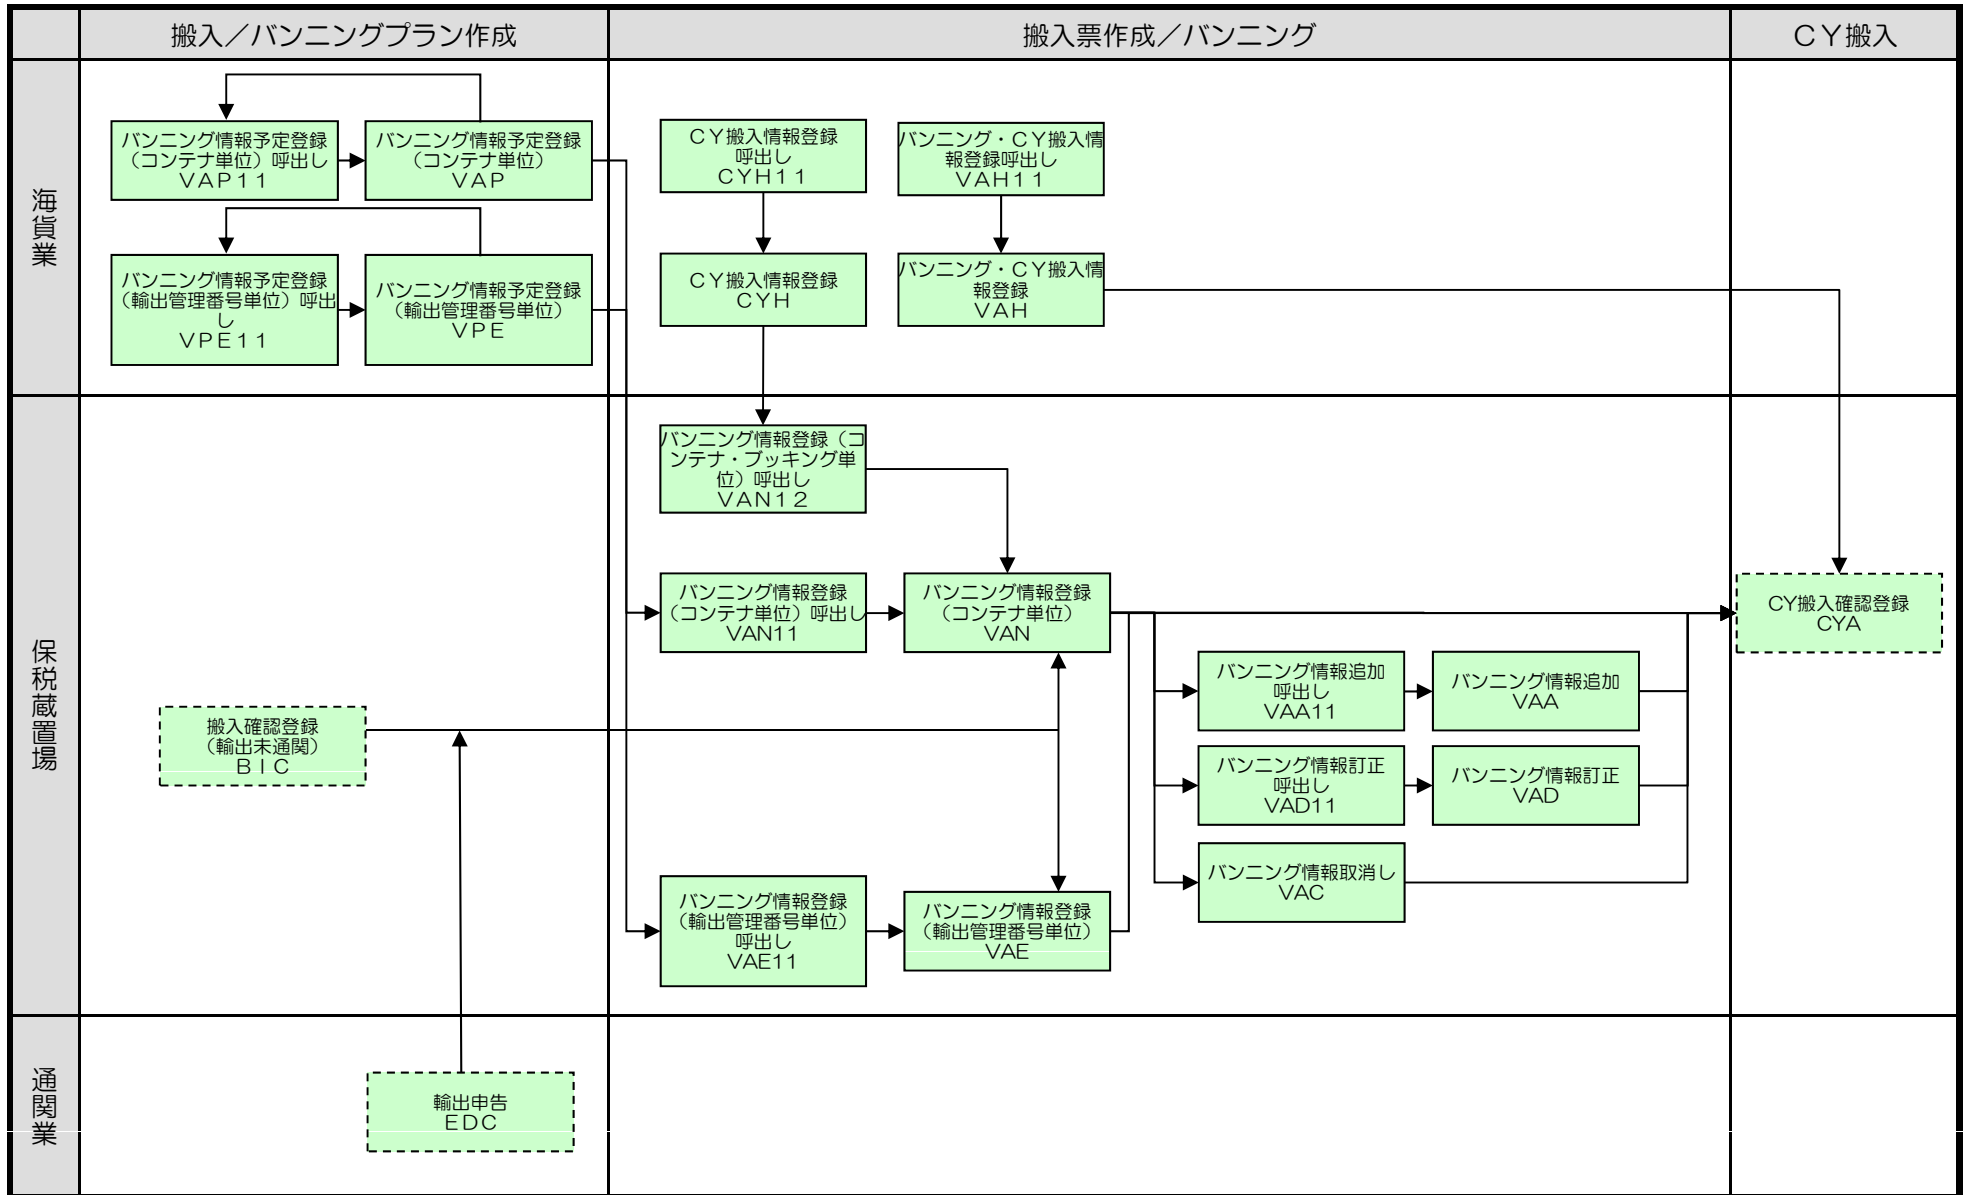 搬入／バンニングプラン作成
搬入票作成／バンニング
ＣＹ搬入
海貨業
バンニング情報予定登録
（コンテナ単位）呼出し
ＶＡＰ１１
バンニング情報予定登録
（コンテナ単位）
ＶＡＰ
バンニング情報予定登録
（輸出管理番号単位）呼出
し
ＶＰＥ１１
バンニング情報予定登録
（輸出管理番号単位）
ＶＰＥ
ＣＹ搬入情報登録
呼出し
ＣＹＨ１１
バンニング・ＣＹ搬入情
報登録呼出し
ＶＡＨ１１
ＣＹ搬入情報登録
ＣＹＨ
バンニング・ＣＹ搬入情
報登録
ＶＡＨ
保税蔵置場
バンニング情報登録（コ
ンテナ・ブッキング単
位）呼出し
ＶＡＮ１２
バンニング情報登録
（コンテナ単位）呼出し
VAN11
バンニング情報登録
（コンテナ単位）
VAN
CY搬入確認登録
CYA
バンニング情報追加
呼出し
VAA11
バンニング情報追加
VAA
搬入確認登録
（輸出未通関）
ＢＩＣ
バンニング情報訂正
呼出し
VAD11
バンニング情報訂正
VAD
バンニング情報取消し
VAC
バンニング情報登録
（輸出管理番号単位）
呼出し
VAE11
バンニング情報登録
（輸出管理番号単位）
VAE
通関業
輸出申告
ＥＤＣ